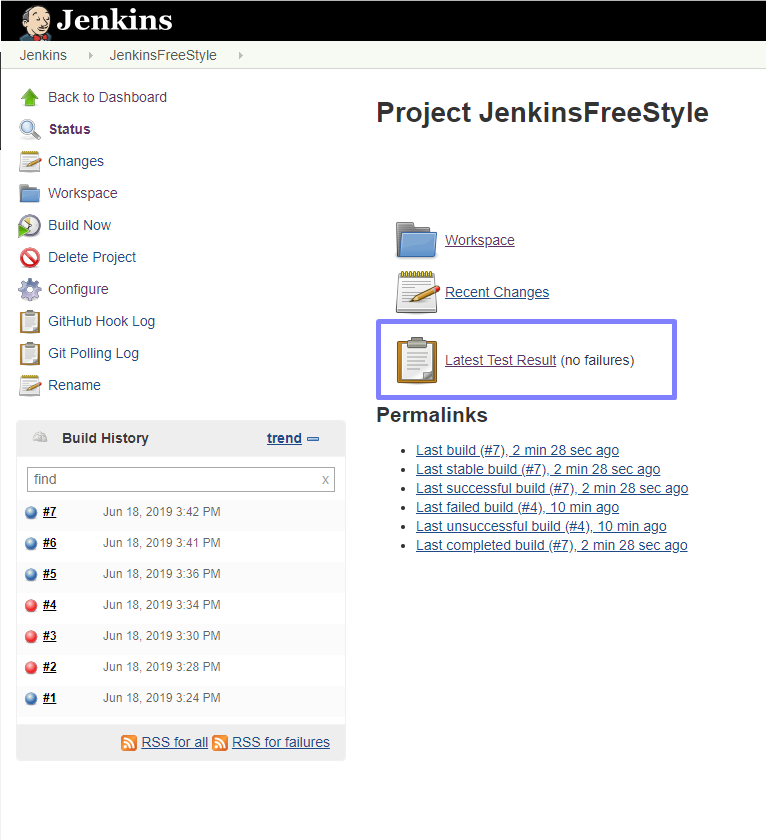 Jenkins
Jenkins JenkinsFreeStyle
Back to Dashboard
Status
Changes
Workspace
Build Now
Delete Project
Configure
GitHub Hook Log
Git Polling Log
Rename
Build History trend
find x
#7 Jun 18, 2019 3:42 PM
#6 Jun 18, 2019 3:41 PM
#5 Jun 18, 2019 3:36 PM
#4 Jun 18, 2019 3:34 PM
#3 Jun 18, 2019 3:30 PM
#2 Jun 18, 2019 3:28 PM
#1 Jun 18, 2019 3:24 PM
RSS for all RSS for failures
Project JenkinsFreeStyle
Workspace
Recent Changes
Latest Test Result (no failures)
Permalinks
Last build (#7), 2 min 28 sec ago
Last stable build (#7), 2 min 28 sec ago
Last successful build (#7), 2 min 28 sec ago
Last failed build (#4), 10 min ago
Last unsuccessful build (#4), 10 min ago
Last completed build (#7), 2 min 28 sec ago